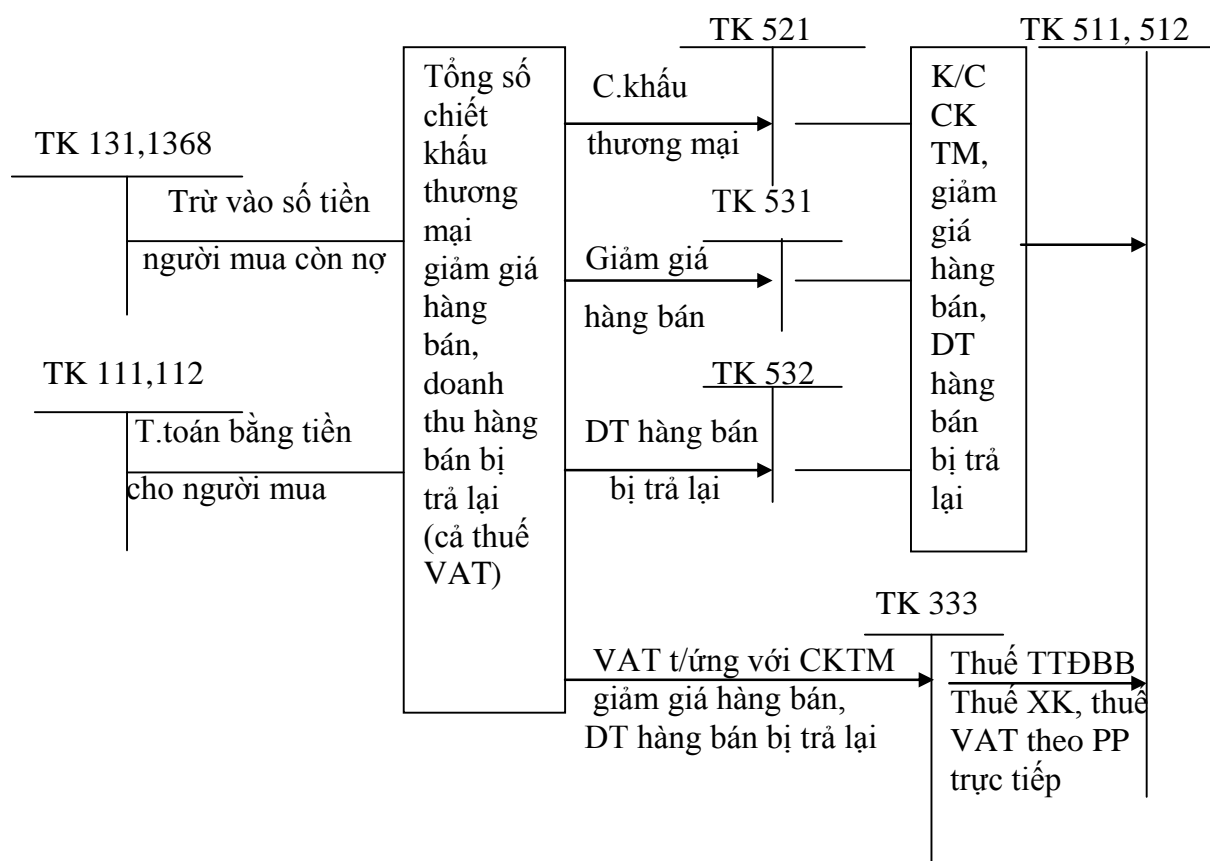 TK 131,1368
Trừ vào số tiền
người mua còn nợ
TK 111,112
T.toán bằng tiền
cho người mua
Tổng số
chiết
khấu
thương
mại
giảm giá
hàng
bán,
doanh
thu hàng
bán bị
trả lại
(cả thuế
VAT)
TK 521
C.khấu
thương mại
TK 531
Giảm giá
hàng bán
TK 532
DT hàng bán
bị trả lại
K/C
CK
TM,
giảm
giá
hàng
bán,
DT
hàng
bán
bị trả
lại
TK 511, 512
TK 333
VAT t/ứng với CKTM
giảm giá hàng bán,
DT hàng bán bị trả lại
Thuế TTĐBB
Thuế XK, thuế
VAT theo PP
trực tiếp